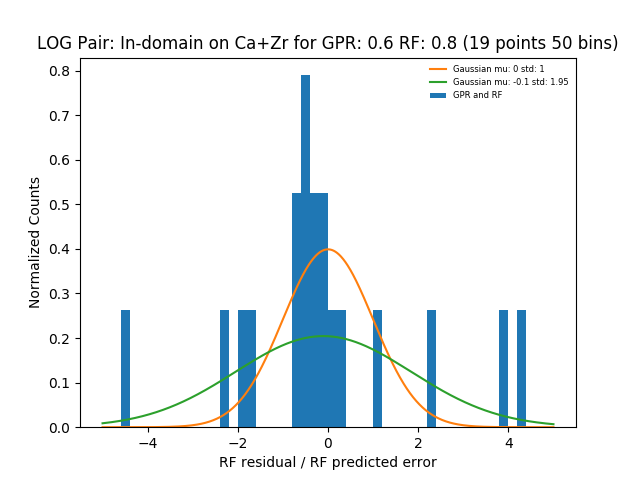 LOG Pair: In-domain on Ca+Zr for GPR: 0.6 RF: 0.8 (19 points 50 bins)
Gaussian mu: 0 std: 1
Gaussian mu: -0.1 std: 1.95
GPR and RF
0.8
0.7
0.6
0.5
0.4
0.3
0.2
0.1
0.0
Normalized Counts
−4 −2 0 2 4
RF residual / RF predicted error